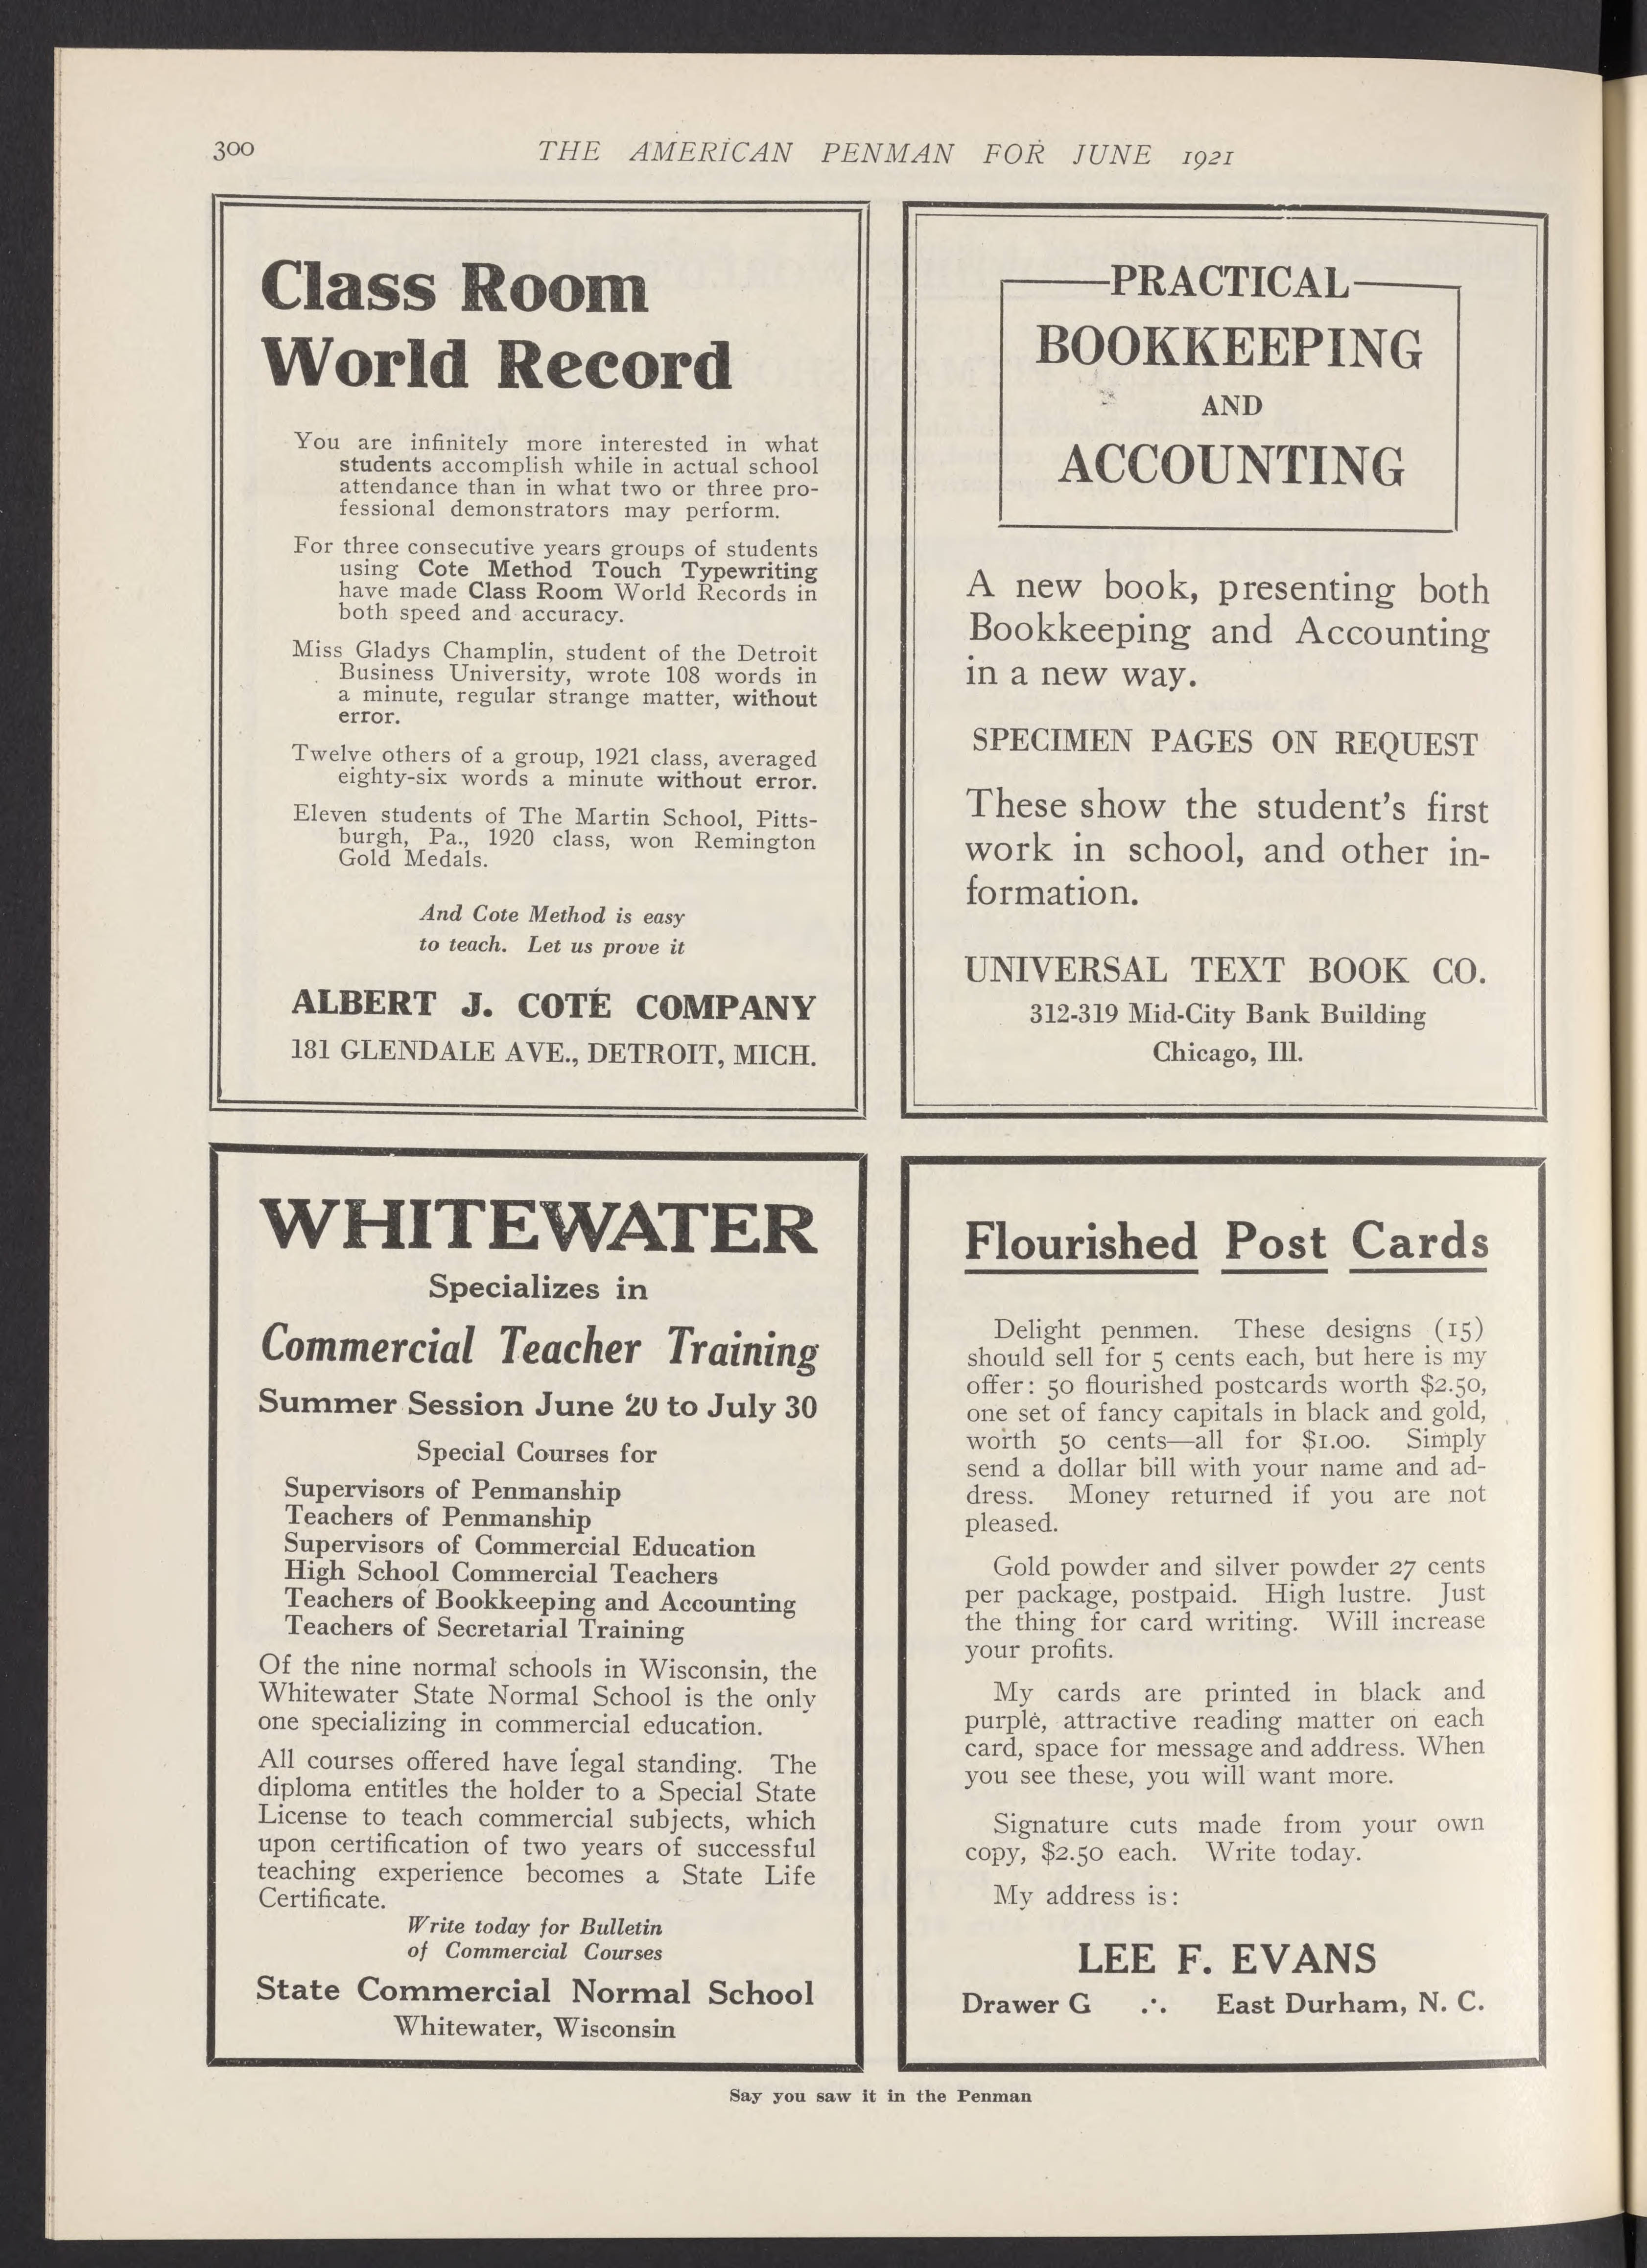 300
THE AMERICAN PENMAN FOR JUNE 1921
Class Room
World Record
You are infinitely more interested in what
students accomplish while in actual school
attendance than in what two or three pro-
fessional demonstrators may perform.
For three consecutive years groups of students
using Cote Method Touch Typewriting
have made Class Room World Records in
both speed and accuracy.
Miss Gladys Champlin, student of the Detroit
Business University, wrote 108 words in
a minute, regular strange matter, without
error.
Twelve others of a group, 1921 class, averaged
eighty-six words a minute without error.
Eleven students of The Martin School, Pitts-
burgh, Pa., 1920 class, won Remington
Gold Medals.
And Cote Method is easy
to teach. Let us prove it
ALBERT J. COTÉ COMPANY
181 GLENDALE AVE., DETROIT, MICH.
PRACTICAL
BOOKKEEPING
AND
ACCOUNTING
A new book, presenting both
Bookkeeping and Accounting
in a new way.
SPECIMEN PAGES ON REQUEST
These show the student's first
work in school, and other in-
formation.
UNIVERSAL TEXT BOOK CO.
312-319 Mid-City Bank Building
Chicago, Ill.
WHITEWATER
Specializes in
Commercial Teacher Training
Summer Session June 20 to July 30
Special Courses for
Supervisors of Penmanship
Teachers of Penmanship
Supervisors of Commercial Education
High School Commercial Teachers
Teachers of Bookkeeping and Accounting
Teachers of Secretarial Training
Of the nine normal schools in Wisconsin, the
Whitewater State Normal School is the only
one specializing in commercial education.
All courses offered have legal standing. The
diploma entitles the holder to a Special State
License to teach commercial subjects, which
upon certification of two years of successful
teaching experience becomes a State Life
Certificate.
Write today for Bulletin
of Commercial Courses
State Commercial Normal School
Whitewater, Wisconsin
Flourished Post Cards
Delight penmen. These designs (15)
should sell for 5 cents each, but here is my
offer: 50 flourished postcards worth $2.50,
one set of fancy capitals in black and gold,
worth 50 cents—all for $1.00. Simply
send a dollar bill with your name and ad-
dress. Money returned if you are not
pleased.
Gold powder and silver powder 27 cents
per package, postpaid. High lustre. Just
the thing for card writing. Will increase
your profits.
My cards are printed in black and
purple, attractive reading matter on each
card, space for message and address. When
you see these, you will want more.
Signature cuts made from your own
copy, $2.50 each. Write today.
My address is:
LEE F. EVANS
Drawer G ∴ East Durham, N. C.
Say you saw it in the Penman